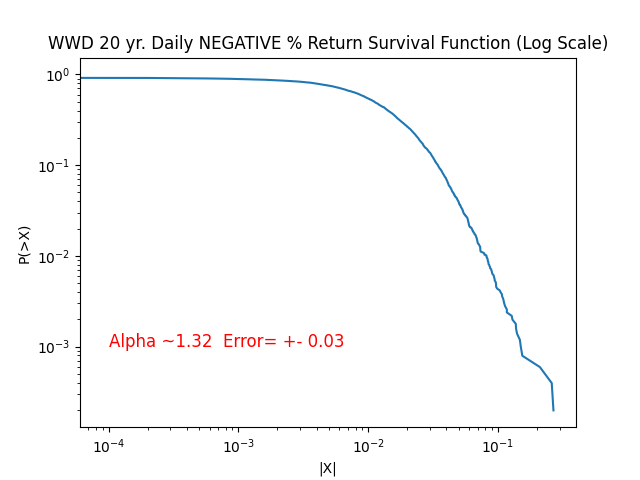 WWD 20 yr. Daily NEGATIVE % Return Survival Function (Log Scale)
10⁰
10⁻¹
P(>X)
10⁻²
10⁻³
Alpha ~1.32  Error= +- 0.03
10⁻⁴ 10⁻³ 10⁻² 10⁻¹
|X|